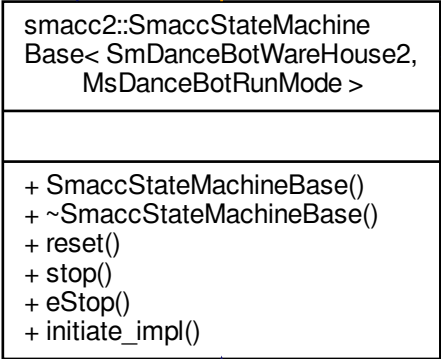 smacc2::SmaccStateMachine
Base< SmDanceBotWareHouse2,
MsDanceBotRunMode >
+ SmaccStateMachineBase()
+ ~SmaccStateMachineBase()
+ reset()
+ stop()
+ eStop()
+ initiate_impl()